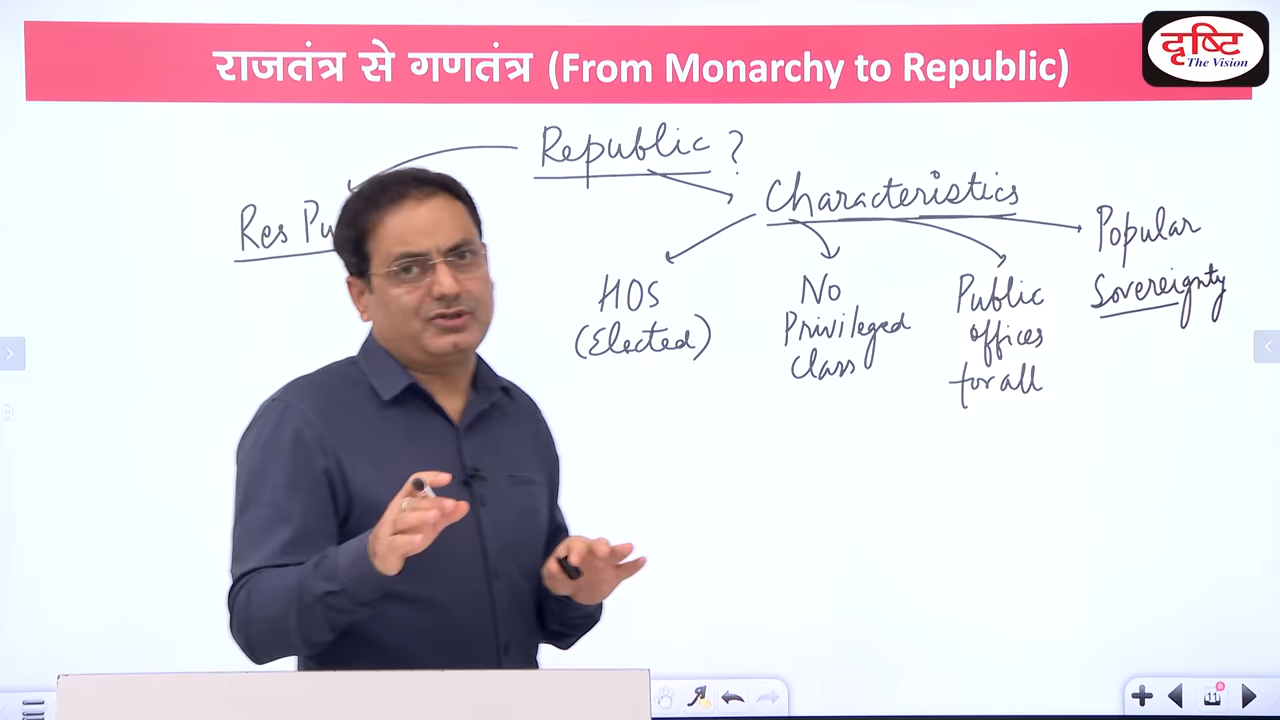 राजतंत्र से गणतंत्र (From Monarchy to Republic)
दृष्टि
The Vision
Republic ?
Characteristics
Res
Popular
Sovereignty
HOS
(Elected)
No
Privileged
Class
Public
offices
for all
11